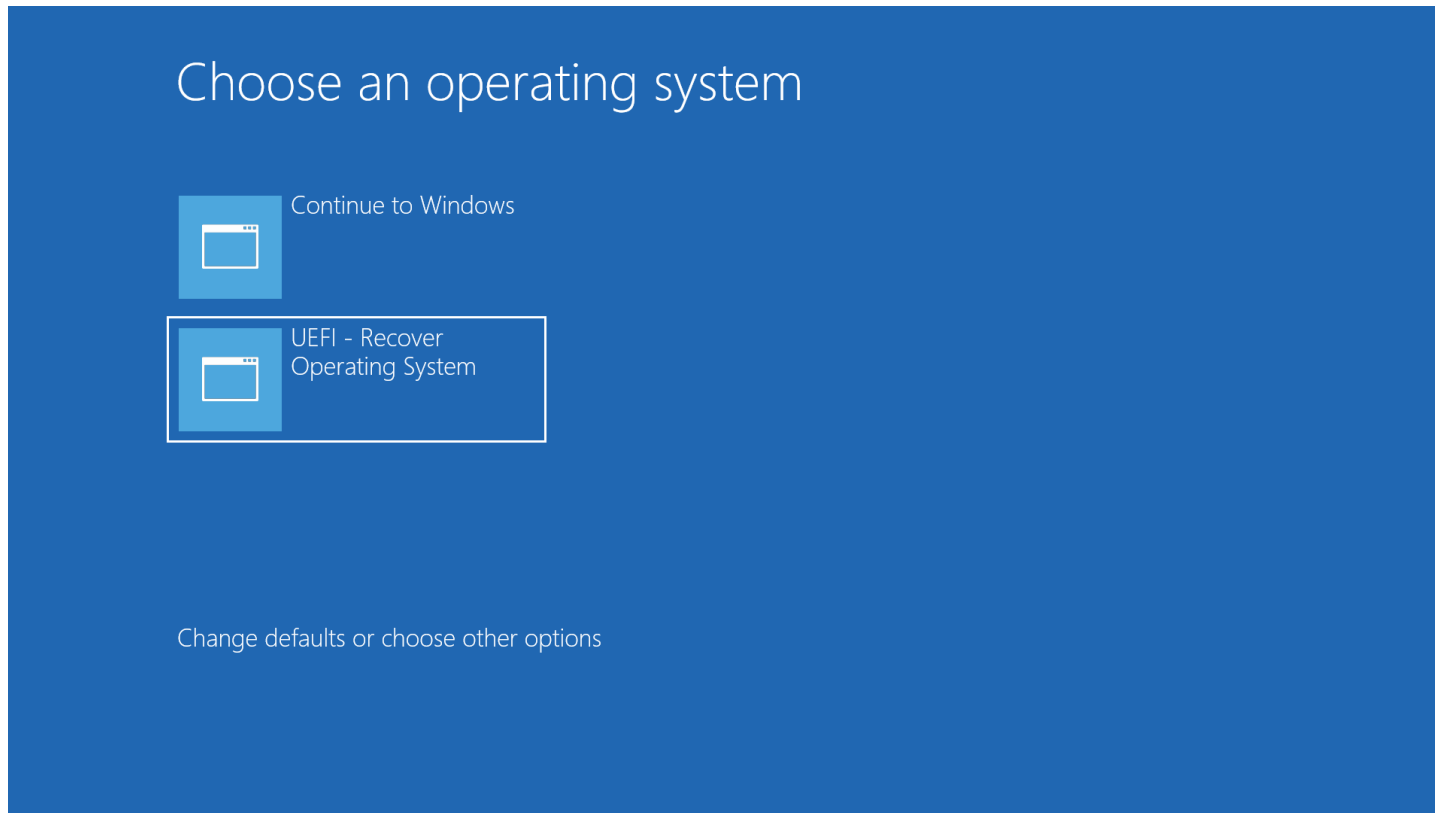 Choose an operating system
Continue to Windows
UEFI - Recover
Operating System
Change defaults or choose other options